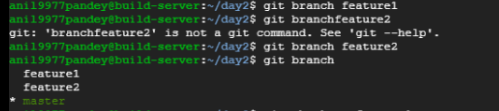 anil9977pandey@build-server:~/day2$ git branch feature1
anil9977pandey@build-server:~/day2$ git branchfeature2
git: 'branchfeature2' is not a git command. See 'git --help'.
anil9977pandey@build-server:~/day2$ git branch feature2
anil9977pandey@build-server:~/day2$ git branch
  feature1
  feature2
* master